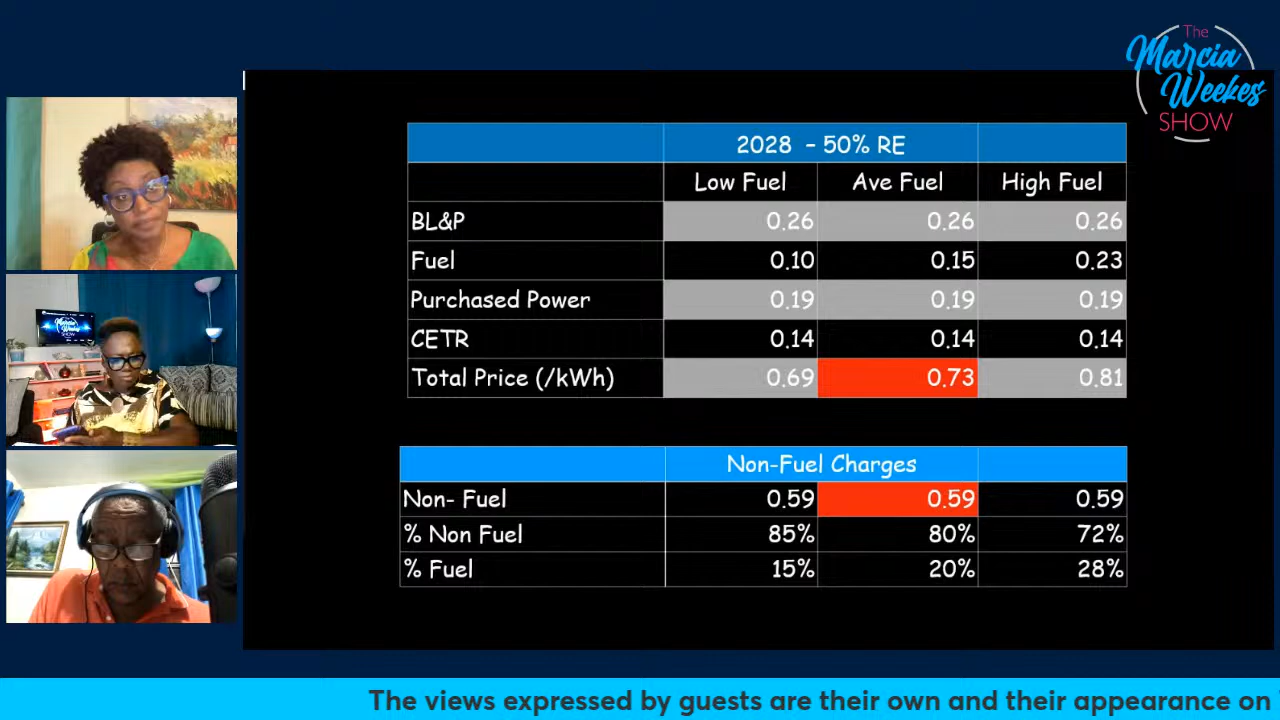 The
Marcia
Weekes
SHOW
2028 - 50% RE
Low Fuel Ave Fuel High Fuel
BL&P 0.26 0.26 0.26
Fuel 0.10 0.15 0.23
Purchased Power 0.19 0.19 0.19
CETR 0.14 0.14 0.14
Total Price (/kWh) 0.69 0.73 0.81
Non-Fuel Charges
Non- Fuel 0.59 0.59 0.59
% Non Fuel 85% 80% 72%
% Fuel 15% 20% 28%
The views expressed by guests are their own and their appearance on